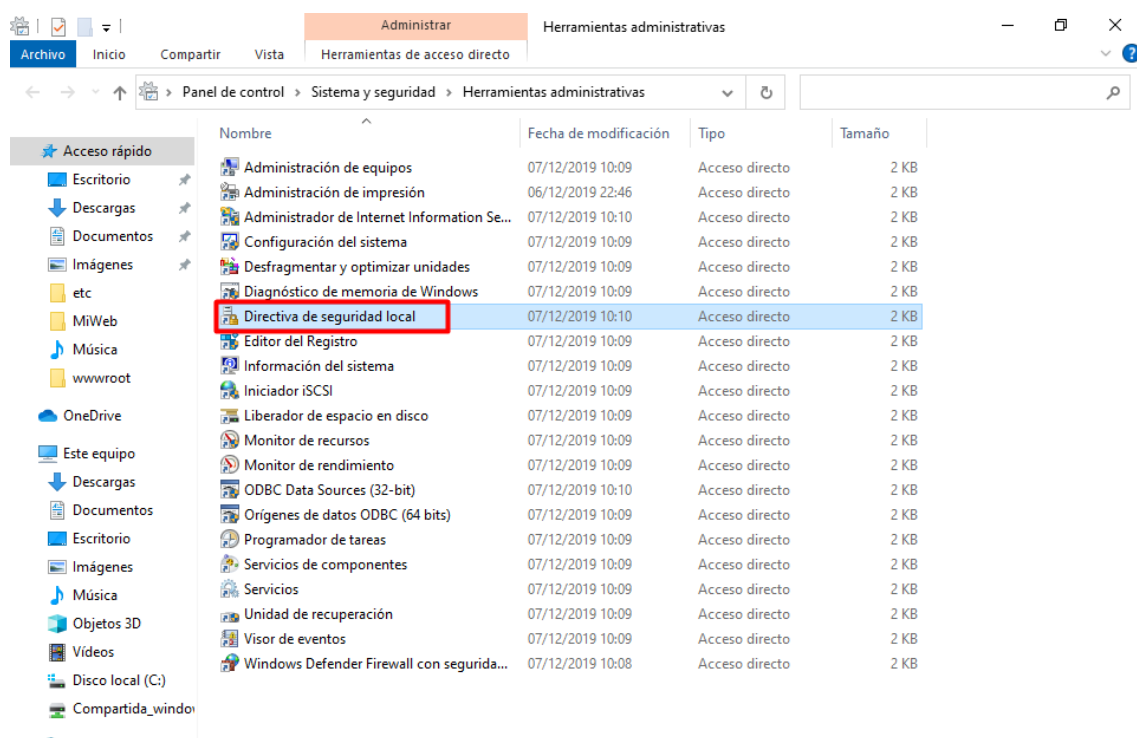 Administrar
Herramientas administrativas
Archivo Inicio Compartir Vista Herramientas de acceso directo
Panel de control > Sistema y seguridad > Herramientas administrativas
Nombre Fecha de modificación Tipo Tamaño
Acceso rápido
Escritorio
Descargas
Documentos
Imágenes
etc
MiWeb
Música
wwwroot
OneDrive
Este equipo
Descargas
Documentos
Escritorio
Imágenes
Música
Objetos 3D
Vídeos
Disco local (C:)
Compartida_window
Administración de equipos 07/12/2019 10:09 Acceso directo 2 KB
Administración de impresión 06/12/2019 22:46 Acceso directo 2 KB
Administrador de Internet Information Se... 07/12/2019 10:10 Acceso directo 2 KB
Configuración del sistema 07/12/2019 10:09 Acceso directo 2 KB
Desfragmentar y optimizar unidades 07/12/2019 10:09 Acceso directo 2 KB
Diagnóstico de memoria de Windows 07/12/2019 10:09 Acceso directo 2 KB
Directiva de seguridad local 07/12/2019 10:10 Acceso directo 2 KB
Editor del Registro 07/12/2019 10:09 Acceso directo 2 KB
Información del sistema 07/12/2019 10:09 Acceso directo 2 KB
Iniciador iSCSI 07/12/2019 10:09 Acceso directo 2 KB
Liberador de espacio en disco 07/12/2019 10:09 Acceso directo 2 KB
Monitor de recursos 07/12/2019 10:09 Acceso directo 2 KB
Monitor de rendimiento 07/12/2019 10:09 Acceso directo 2 KB
ODBC Data Sources (32-bit) 07/12/2019 10:10 Acceso directo 2 KB
Orígenes de datos ODBC (64 bits) 07/12/2019 10:09 Acceso directo 2 KB
Programador de tareas 07/12/2019 10:09 Acceso directo 2 KB
Servicios de componentes 07/12/2019 10:09 Acceso directo 2 KB
Servicios 07/12/2019 10:09 Acceso directo 2 KB
Unidad de recuperación 07/12/2019 10:09 Acceso directo 2 KB
Visor de eventos 07/12/2019 10:09 Acceso directo 2 KB
Windows Defender Firewall con segurida... 07/12/2019 10:08 Acceso directo 2 KB